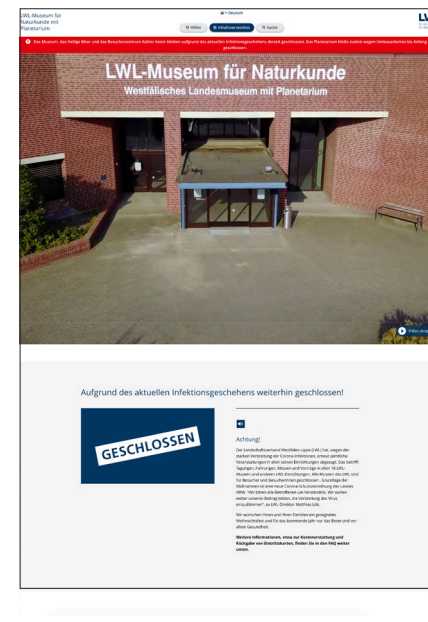 LWL-Museum für
Naturkunde mit
Planetarium
Deutsch
Hilfen
Inhaltsverzeichnis
Suche
Das Museum, das Heilige Meer und das Besucherzentrum Kahler Asten bleiben aufgrund des aktuellen Infektionsgeschehens derzeit geschlossen. Das Planetarium bleibt zudem wegen Umbauarbeiten bis Anfang
geschlossen.
LWL-Museum für Naturkunde
Westfälisches Landesmuseum mit Planetarium
Aufgrund des aktuellen Infektionsgeschehens weiterhin geschlossen!
GESCHLOSSEN
Achtung!
Der Landschaftsverband Westfalen-Lippe (LWL) hat, wegen der
starken Verbreitung der Corona-Infektionen, erneut sämtliche
Veranstaltungen in allen seinen Einrichtungen abgesagt. Das betrifft
Tagungen, Führungen, Messen und Vorträge in allen 18 LWL-
Museen und anderen LWL-Einrichtungen. Alle Museen des LWL sind
für Besucher und Besucherinnen geschlossen . Grundlage der
Maßnahmen ist eine neue Corona-Schutzverordnung des Landes
NRW. "Wir bitten alle Betroffenen um Verständnis. Wir wollen
weiter unseren Beitrag leisten, die Verbreitung des Virus
einzudämmen", so LWL-Direktor Matthias Löb.
Wir wünschen Ihnen und Ihren Familien ein gesegnetes
Weihnachtsfest und für das kommende Jahr nur das Beste und vor
allem Gesundheit.
Weitere Informationen, etwa zur Kostenerstattung und
Rückgabe von Eintrittskarten, finden Sie in den FAQ weiter
unten.